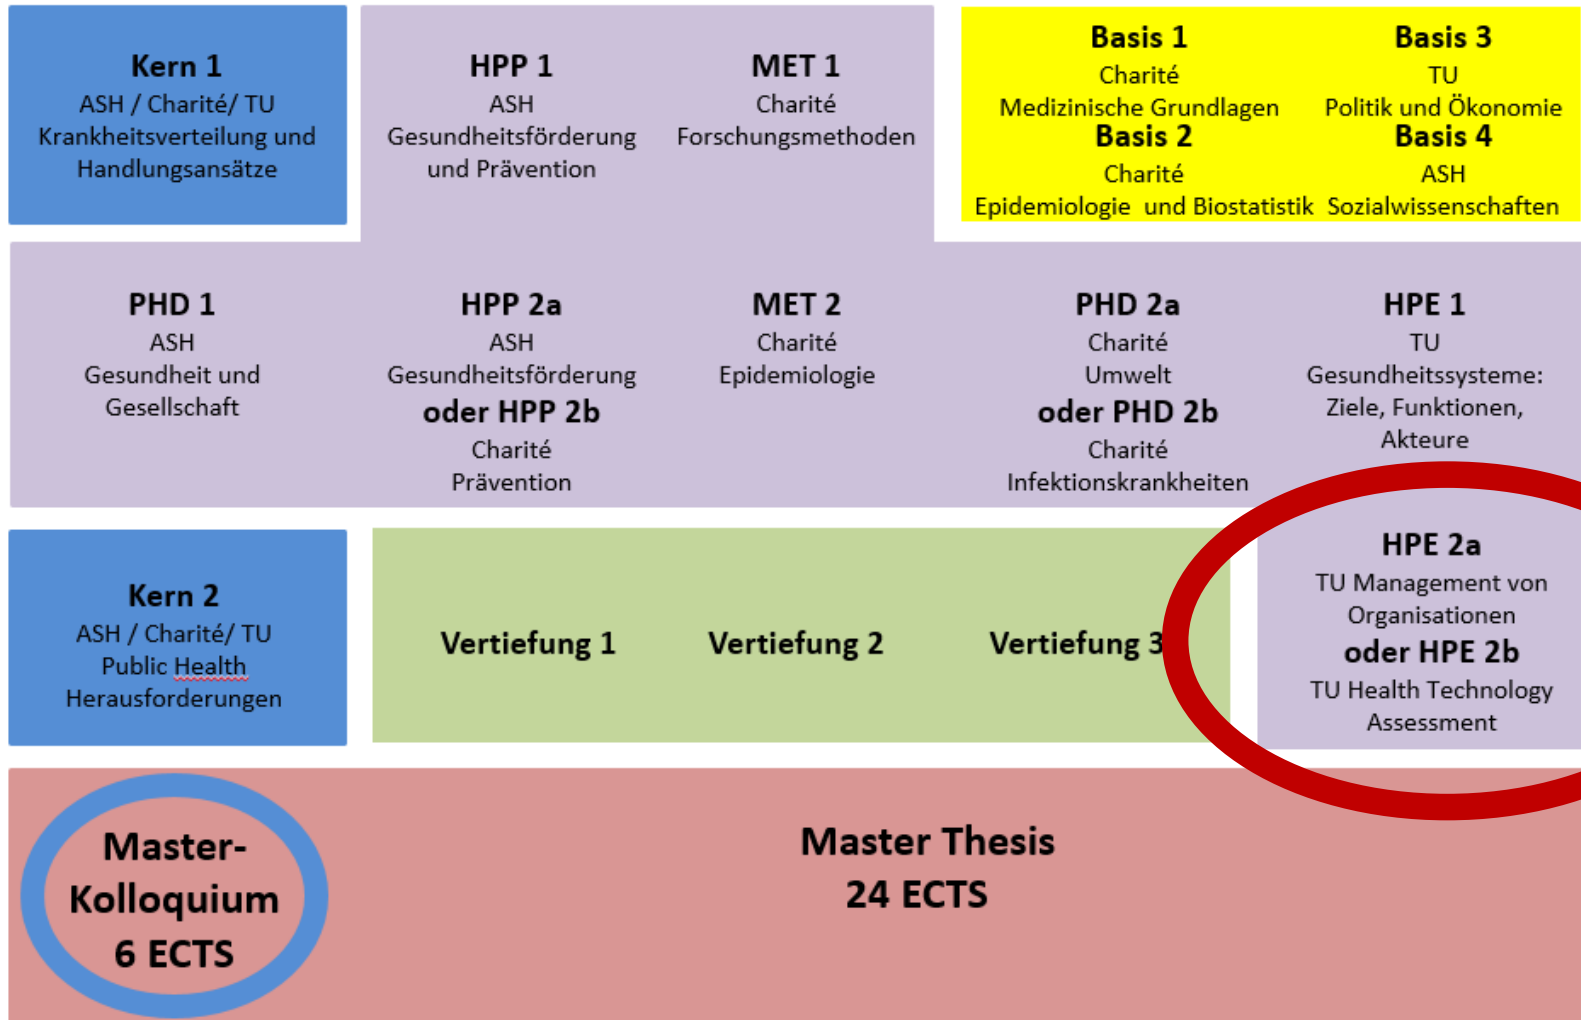 Kern 1
ASH / Charité/ TU
Krankheitsverteilung und
Handlungsansätze
HPP 1
ASH
Gesundheitsförderung
und Prävention
MET 1
Charité
Forschungsmethoden
Basis 1
Charité
Medizinische Grundlagen
Basis 2
Charité
Epidemiologie und Biostatistik
Basis 3
TU
Politik und Ökonomie
Basis 4
ASH
Sozialwissenschaften
PHD 1
ASH
Gesundheit und
Gesellschaft
HPP 2a
ASH
Gesundheitsförderung
oder HPP 2b
Charité
Prävention
MET 2
Charité
Epidemiologie
PHD 2a
Charité
Umwelt
oder PHD 2b
Charité
Infektionskrankheiten
HPE 1
TU
Gesundheitssysteme:
Ziele, Funktionen,
Akteure
Kern 2
ASH / Charité/ TU
Public Health
Herausforderungen
Vertiefung 1
Vertiefung 2
Vertiefung 3
HPE 2a
TU Management von
Organisationen
oder HPE 2b
TU Health Technology
Assessment
Master-
Kolloquium
6 ECTS
Master Thesis
24 ECTS